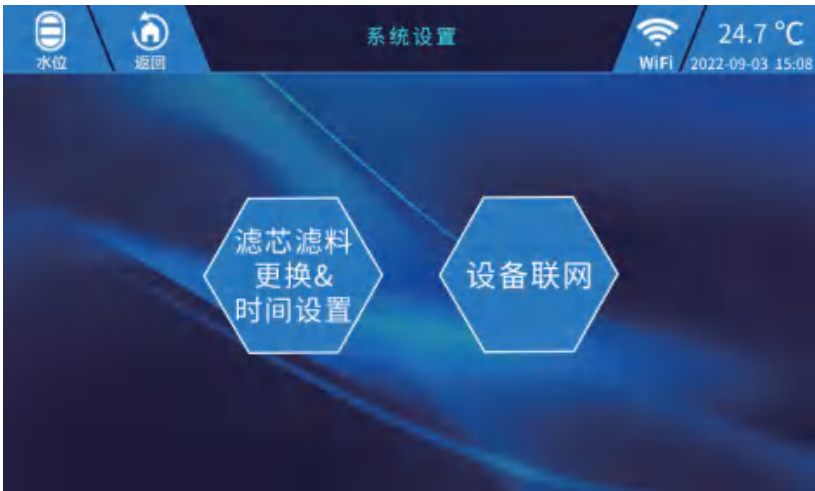 水位
返回
系统设置
WiFi
24.7 ℃
2022-09-03 15:08
滤芯滤料
更换&
时间设置
设备联网